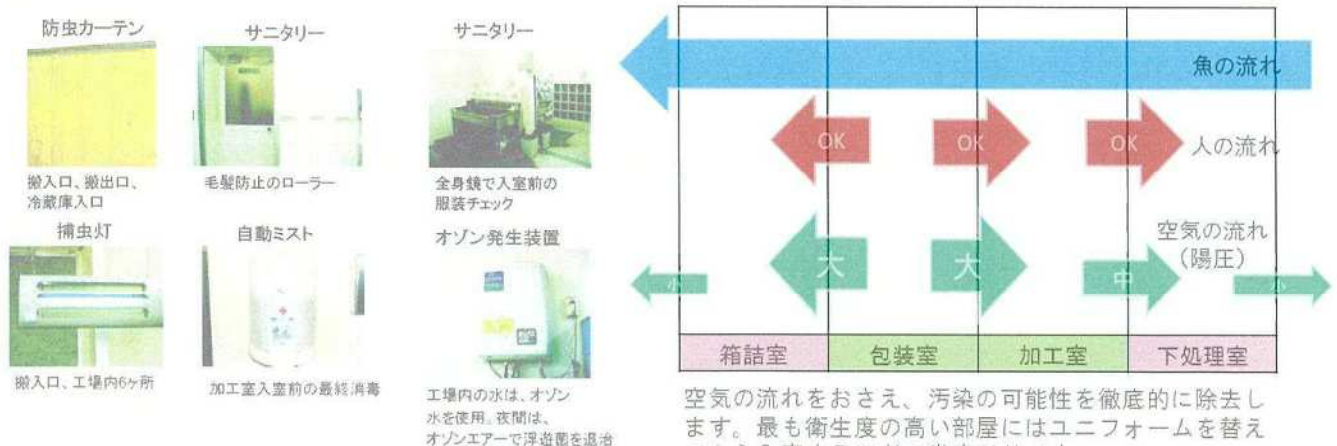 防虫カーテン
サニタリー
サニタリー
搬入口、搬出口、
冷蔵庫入口
毛髪防止のローラー
全身鏡で入室前の
服装チェック
捕虫灯
自動ミスト
オゾン発生装置
搬入口、工場内6ヶ所
加工室入室前の最終消毒
工場内の水は、オゾン
水を使用。夜間は、
オゾンエアーで浮遊菌を退治
魚の流れ
OK
OK
OK
人の流れ
空気の流れ
(陽圧)
小
大
大
中
小
箱詰室
包装室
加工室
下処理室
空気の流れをおさえ、汚染の可能性を徹底的に除去し
ます。最も衛生度の高い部屋にはユニフォームを替え